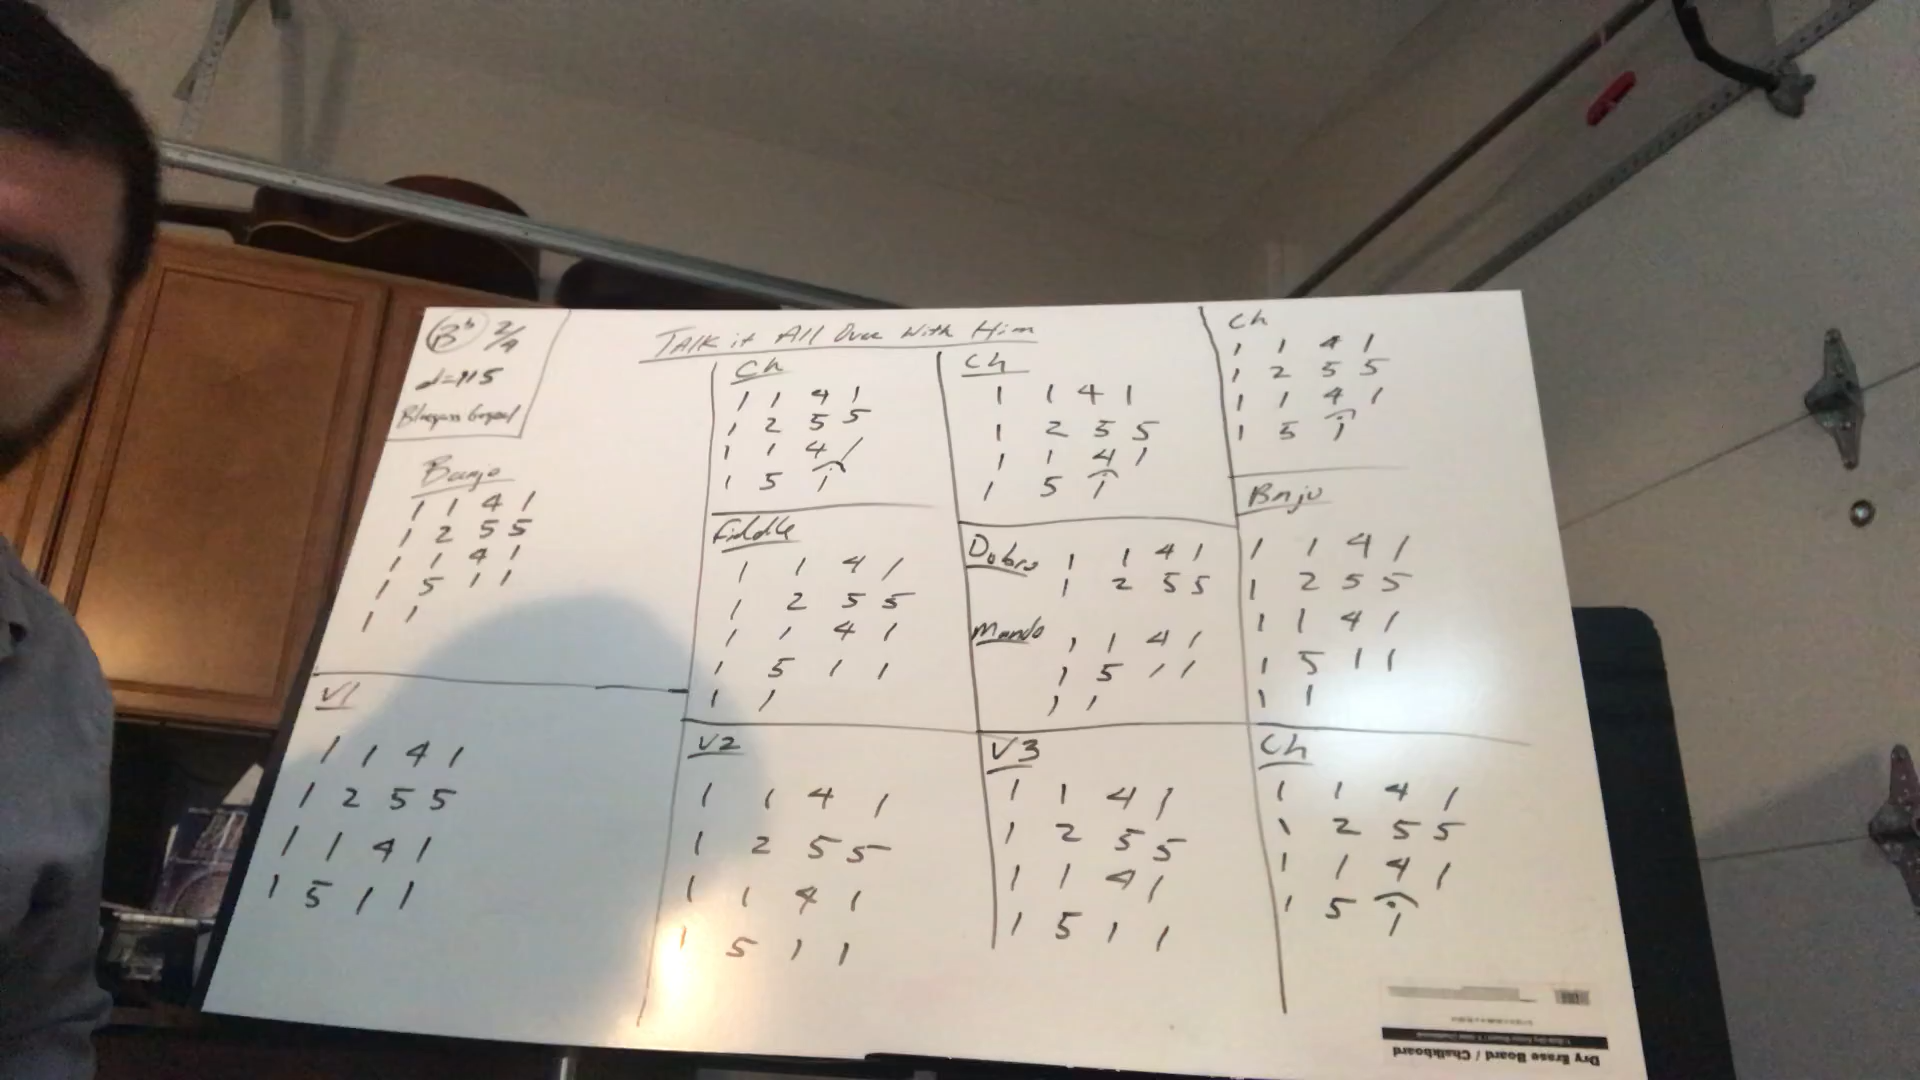 Bb 2/4
Talk it All Over With Him
d=115
Bluegrass Gospel
Banjo
1 1 4 1
1 2 5 5
1 1 4 1
1 5 1 1
1 1
V1
1 1 4 1
1 2 5 5
1 1 4 1
1 5 1 1
Ch
1 1 4 1
1 2 5 5
1 1 4 1
1 5 1
Fiddle
1 1 4 1
1 2 5 5
1 1 4 1
1 5 1 1
1 1
V2
1 1 4 1
1 2 5 5
1 1 4 1
1 5 1 1
Ch
1 1 4 1
1 2 5 5
1 1 4 1
1 5 1
Dobro 1 1 4 1
1 2 5 5
Mando 1 1 4 1
1 5 1 1
1 1
V3
1 1 4 1
1 2 5 5
1 1 4 1
1 5 1 1
Ch
1 1 4 1
1 2 5 5
1 1 4 1
1 5 1
Bnjo
1 1 4 1
1 2 5 5
1 1 4 1
1 5 1 1
1 1
Ch
1 1 4 1
1 2 5 5
1 1 4 1
1 5 1
Dry Erase Board / Chalkboard